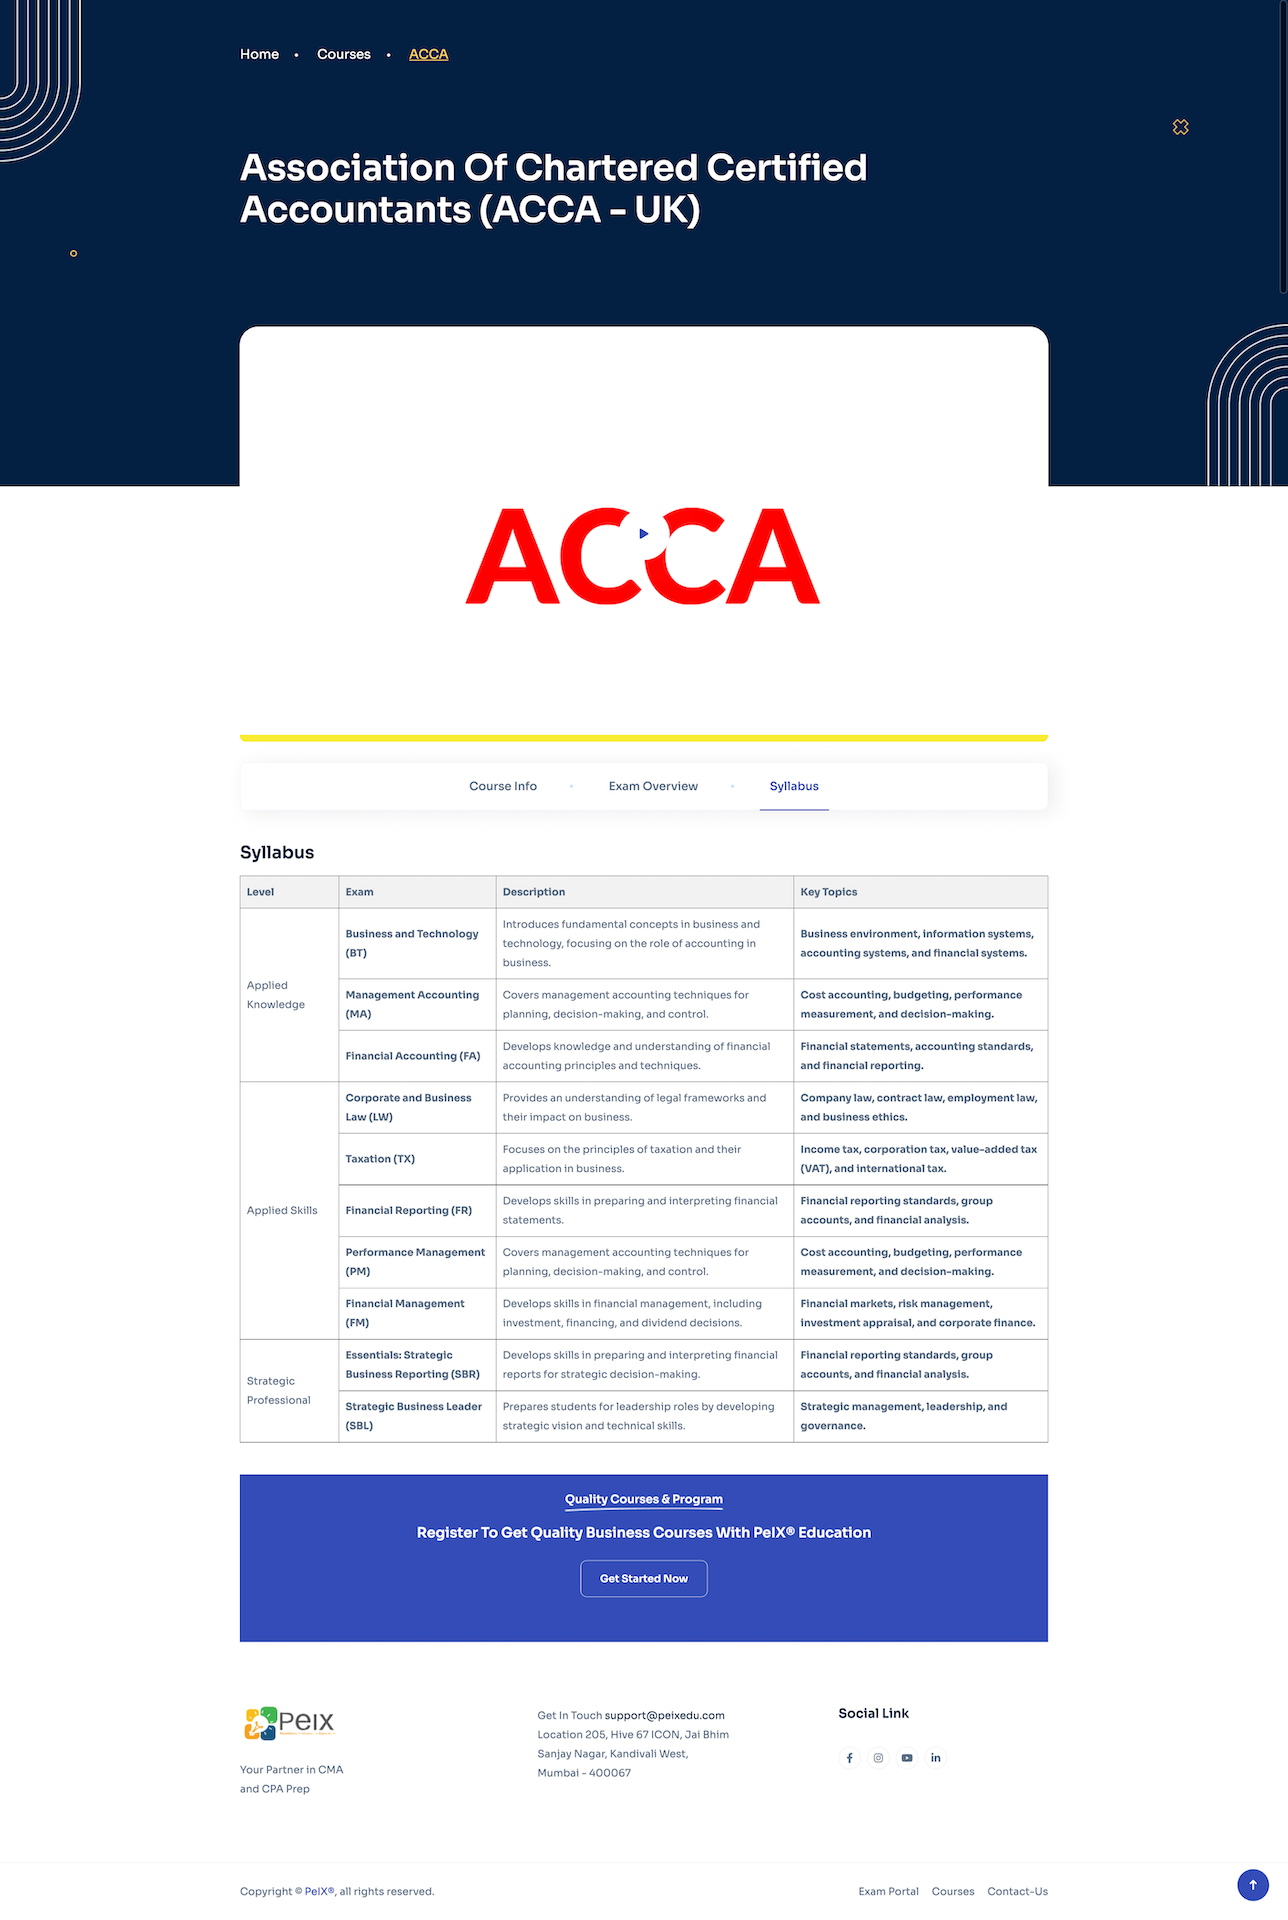 Home • Courses • ACCA
Association Of Chartered Certified
Accountants (ACCA - UK)
ACCA
Course Info • Exam Overview • Syllabus
Syllabus
Level Exam Description Key Topics
Applied
Knowledge
Business and Technology
(BT)
Introduces fundamental concepts in business and
technology, focusing on the role of accounting in
business.
Business environment, information systems,
accounting systems, and financial systems.
Management Accounting
(MA)
Covers management accounting techniques for
planning, decision-making, and control.
Cost accounting, budgeting, performance
measurement, and decision-making.
Financial Accounting (FA)
Develops knowledge and understanding of financial
accounting principles and techniques.
Financial statements, accounting standards,
and financial reporting.
Applied Skills
Corporate and Business
Law (LW)
Provides an understanding of legal frameworks and
their impact on business.
Company law, contract law, employment law,
and business ethics.
Taxation (TX)
Focuses on the principles of taxation and their
application in business.
Income tax, corporation tax, value-added tax
(VAT), and international tax.
Financial Reporting (FR)
Develops skills in preparing and interpreting financial
statements.
Financial reporting standards, group
accounts, and financial analysis.
Performance Management
(PM)
Covers management accounting techniques for
planning, decision-making, and control.
Cost accounting, budgeting, performance
measurement, and decision-making.
Financial Management
(FM)
Develops skills in financial management, including
investment, financing, and dividend decisions.
Financial markets, risk management,
investment appraisal, and corporate finance.
Strategic
Professional
Essentials: Strategic
Business Reporting (SBR)
Develops skills in preparing and interpreting financial
reports for strategic decision-making.
Financial reporting standards, group
accounts, and financial analysis.
Strategic Business Leader
(SBL)
Prepares students for leadership roles by developing
strategic vision and technical skills.
Strategic management, leadership, and
governance.
Quality Courses & Program
Register To Get Quality Business Courses With PeIX® Education
Get Started Now
PeIX
Your Partner in CMA
and CPA Prep
Get In Touch support@peixedu.com
Location 205, Hive 67 ICON, Jai Bhim
Sanjay Nagar, Kandivali West,
Mumbai - 400067
Social Link
Copyright © PeIX®, all rights reserved.
Exam Portal Courses Contact-Us